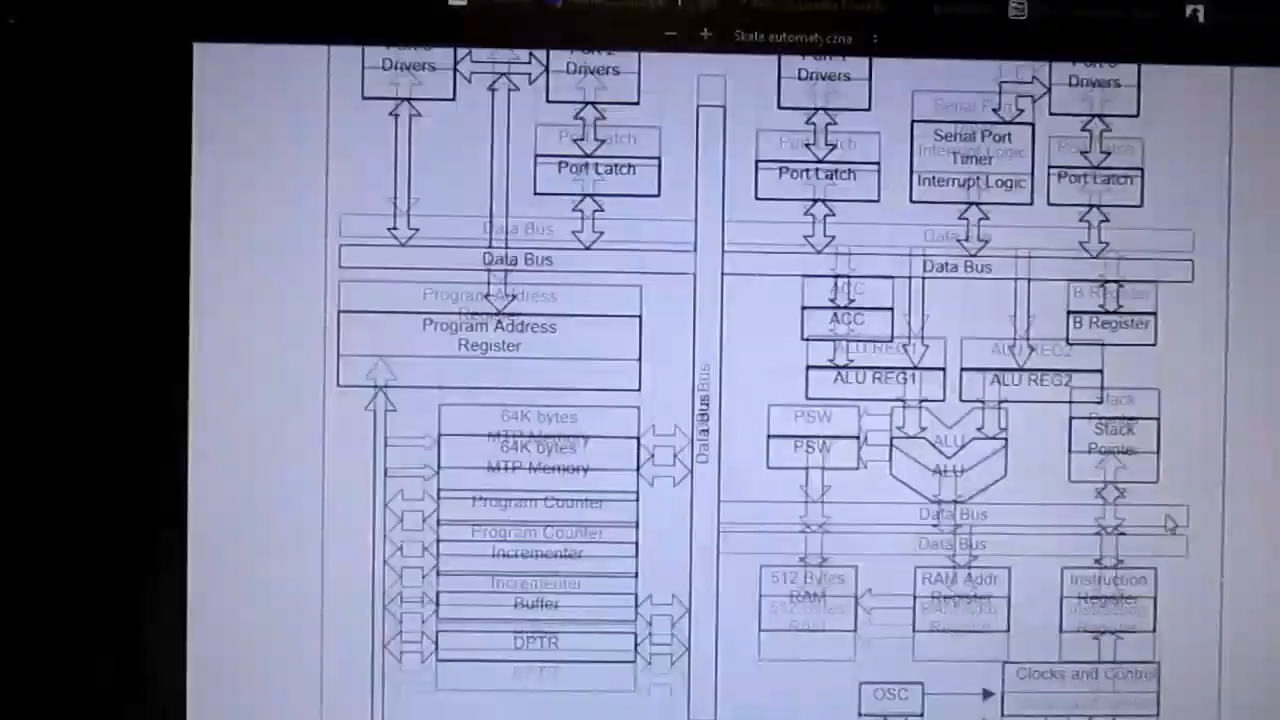 Skala automatyczna
Drivers
Drivers
Drivers
Drivers
Port Latch
Port Latch
Serial Port
Timer
Interrupt Logic
Port Latch
Data Bus
Data Bus
Program Address
Register
ACC
B Register
ALU REG1
ALU REG2
Data Bus
64K bytes
MTP Memory
PSW
ALU
Stack
Pointer
Program Counter
Incrementer
Buffer
DPTR
Data Bus
512 Bytes
RAM
RAM Addr
Register
Instruction
Register
Clocks and Control
OSC